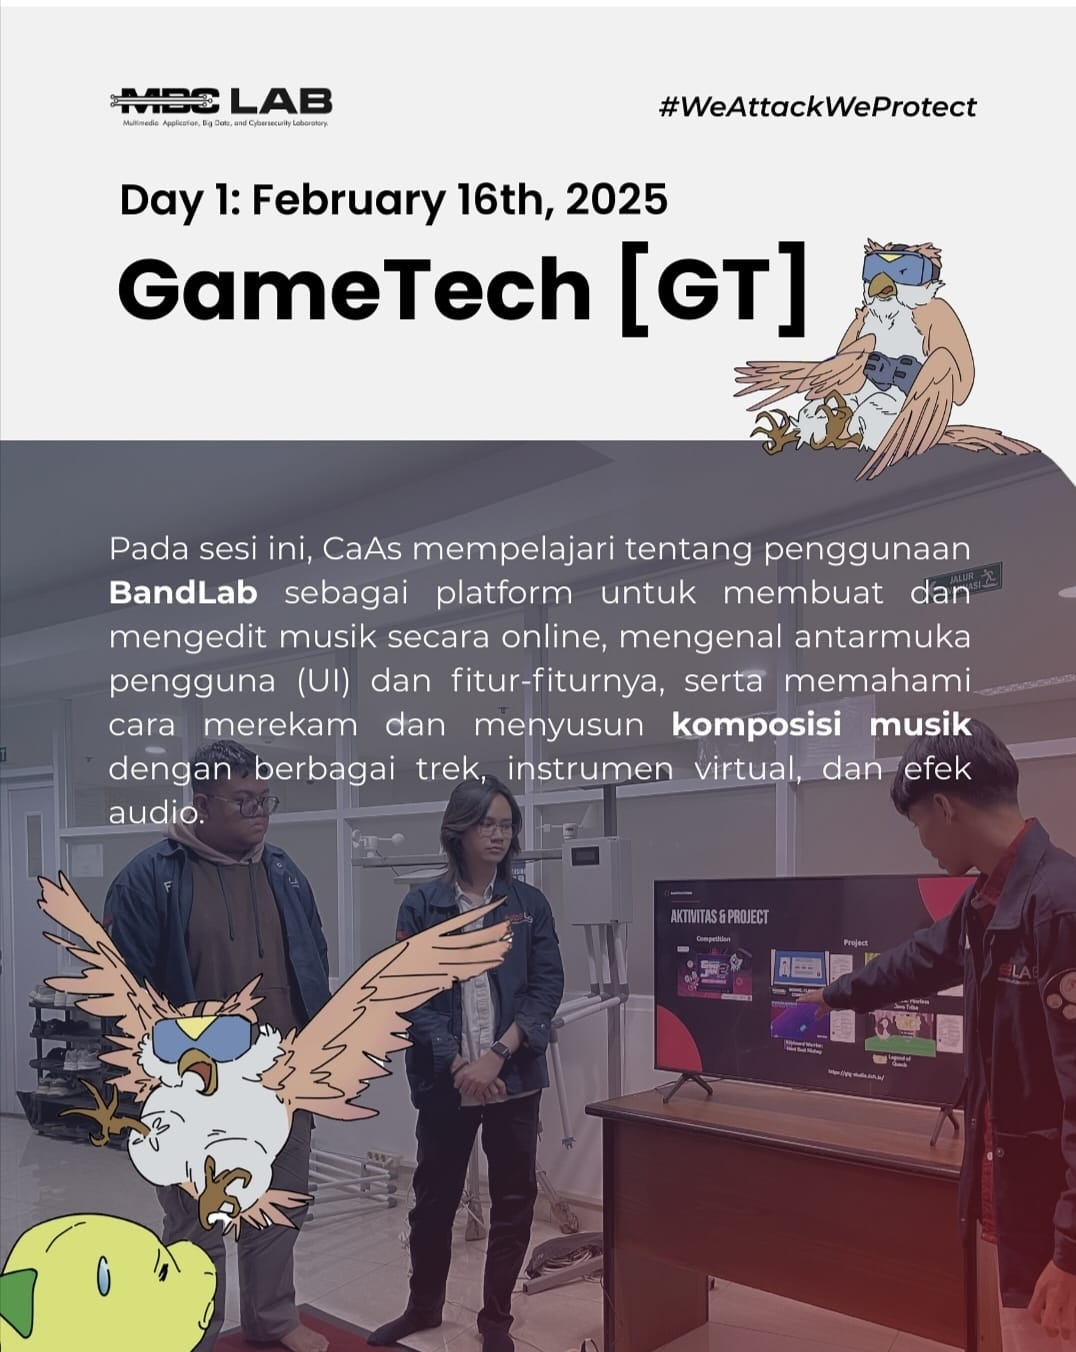 MBC LAB
Multimedia Application, Big Data, and Cybersecurity Laboratory.
#WeAttackWeProtect
Day 1: February 16th, 2025
GameTech [GT]
Pada sesi ini, CaAs mempelajari tentang penggunaan
BandLab sebagai platform untuk membuat dan
mengedit musik secara online, mengenal antarmuka
pengguna (UI) dan fitur-fiturnya, serta memahami
cara merekam dan menyusun komposisi musik
dengan berbagai trek, instrumen virtual, dan efek
audio.
JALUR
AKTIVITAS & PROJECT
Competition
Project
Legend of
LAB